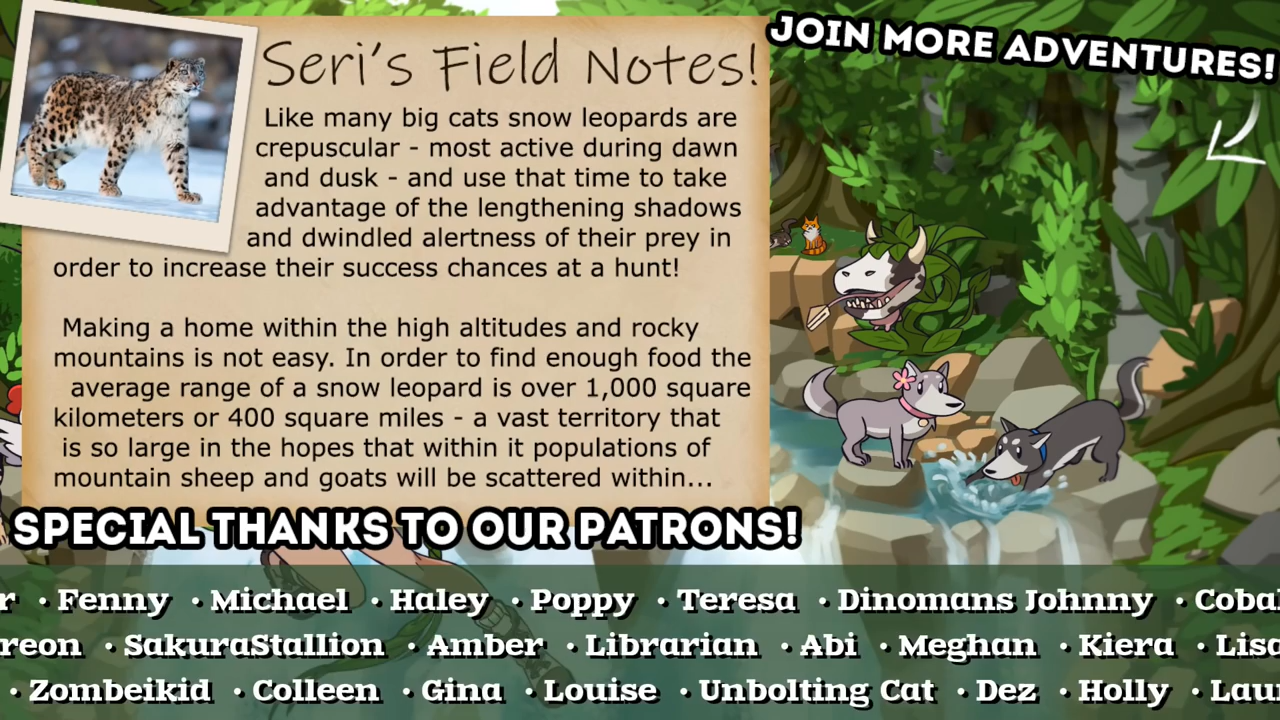 Seri's Field Notes!
JOIN MORE ADVENTURES!
Like many big cats snow leopards are
crepuscular - most active during dawn
and dusk - and use that time to take
advantage of the lengthening shadows
and dwindled alertness of their prey in
order to increase their success chances at a hunt!
Making a home within the high altitudes and rocky
mountains is not easy. In order to find enough food the
average range of a snow leopard is over 1,000 square
kilometers or 400 square miles - a vast territory that
is so large in the hopes that within it populations of
mountain sheep and goats will be scattered within...
SPECIAL THANKS TO OUR PATRONS!
r • Fenny • Michael • Haley • Poppy • Teresa • Dinomans Johnny • Coba
reon • SakuraStallion • Amber • Librarian • Abi • Meghan • Kiera • Lisa
• Zombeikid • Colleen • Gina • Louise • Unbolting Cat • Dez • Holly • Lau